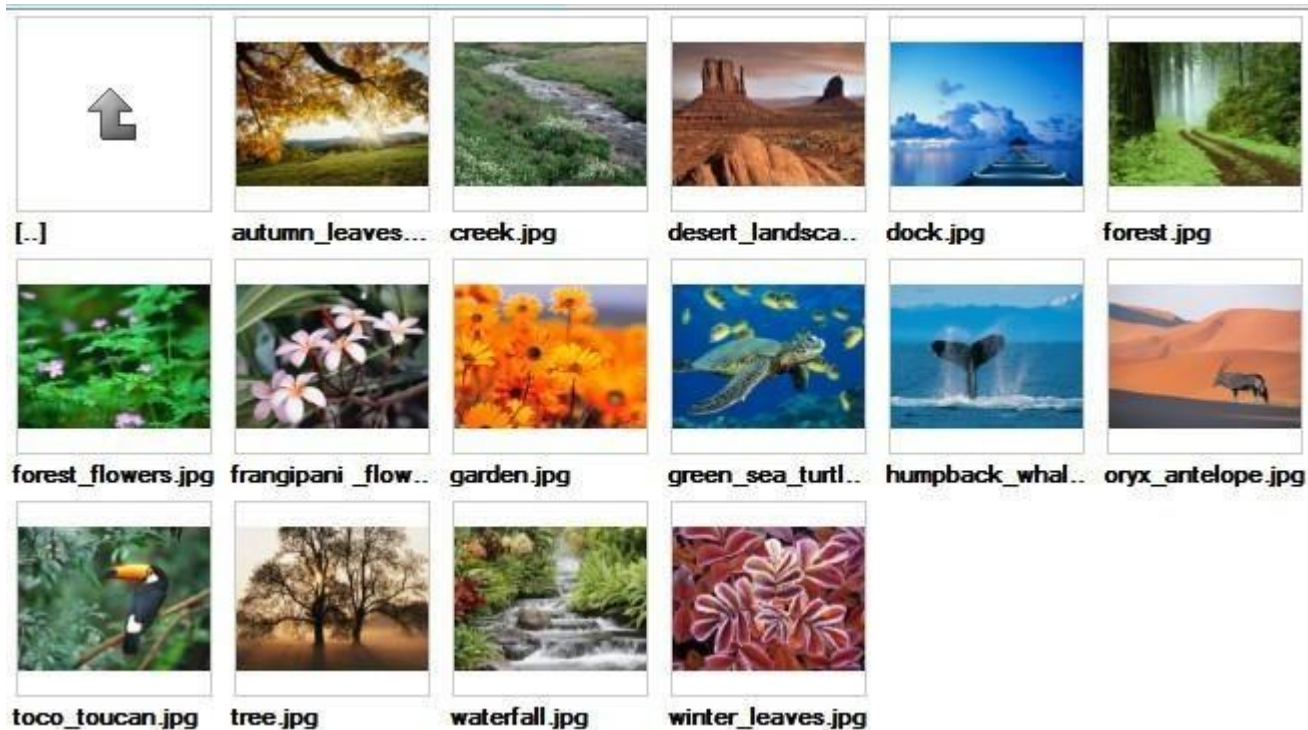 [..]
autumn_leaves...
creek.jpg
desert_landsca..
dock.jpg
forest.jpg
forest_flowers.jpg
frangipani _flow..
garden.jpg
green_sea_turtl..
humpback_whal..
oryx_antelope.jpg
toco_toucan.jpg
tree.jpg
waterfall.jpg
winter_leaves.jpg